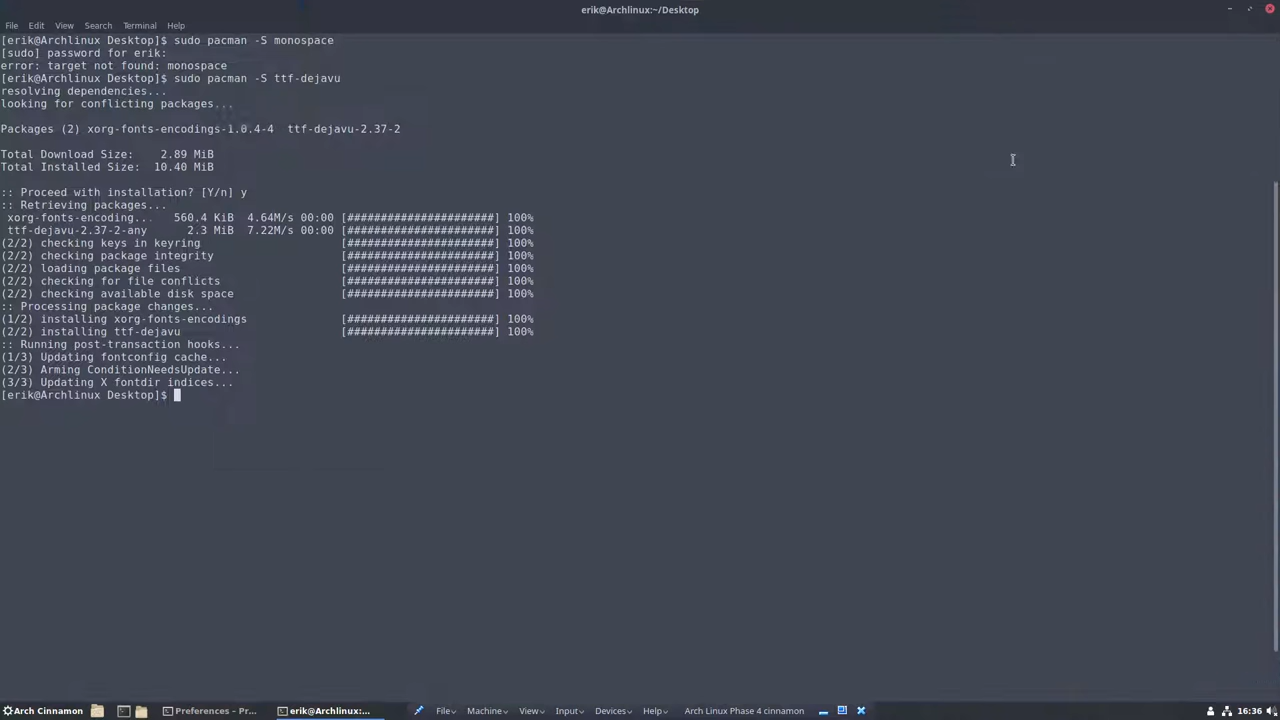 erik@Archlinux:~/Desktop
File Edit View Search Terminal Help
[erik@Archlinux Desktop]$ sudo pacman -S monospace
[sudo] password for erik:
error: target not found: monospace
[erik@Archlinux Desktop]$ sudo pacman -S ttf-dejavu
resolving dependencies...
looking for conflicting packages...
Packages (2) xorg-fonts-encodings-1.0.4-4  ttf-dejavu-2.37-2
Total Download Size:    2.89 MiB
Total Installed Size:  10.40 MiB
:: Proceed with installation? [Y/n] y
:: Retrieving packages...
xorg-fonts-encoding...   560.4 KiB  4.64M/s 00:00 [######################] 100%
ttf-dejavu-2.37-2-any      2.3 MiB  7.22M/s 00:00 [######################] 100%
(2/2) checking keys in keyring                     [######################] 100%
(2/2) checking package integrity                   [######################] 100%
(2/2) loading package files                        [######################] 100%
(2/2) checking for file conflicts                  [######################] 100%
(2/2) checking available disk space                [######################] 100%
:: Processing package changes...
(1/2) installing xorg-fonts-encodings              [######################] 100%
(2/2) installing ttf-dejavu                        [######################] 100%
:: Running post-transaction hooks...
(1/3) Updating fontconfig cache...
(2/3) Arming ConditionNeedsUpdate...
(3/3) Updating X fontdir indices...
[erik@Archlinux Desktop]$
Arch Cinnamon Preferences – Pr... erik@Archlinux:... File Machine View Input Devices Help Arch Linux Phase 4 cinnamon 16:36